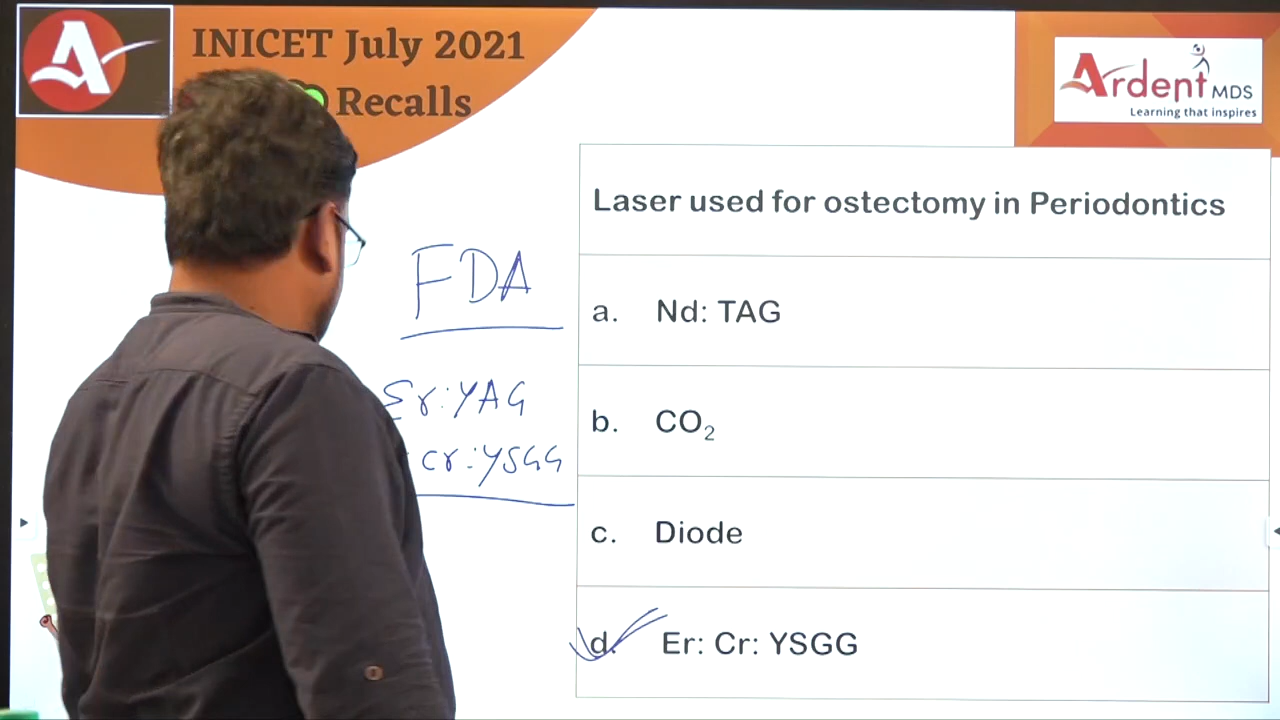 INICET July 2021
Recalls
Ardent MDS
Learning that inspires
Laser used for ostectomy in Periodontics
FDA
a. Nd: TAG
Er:YAG
b. CO₂
cr:YSGG
c. Diode
d. Er: Cr: YSGG